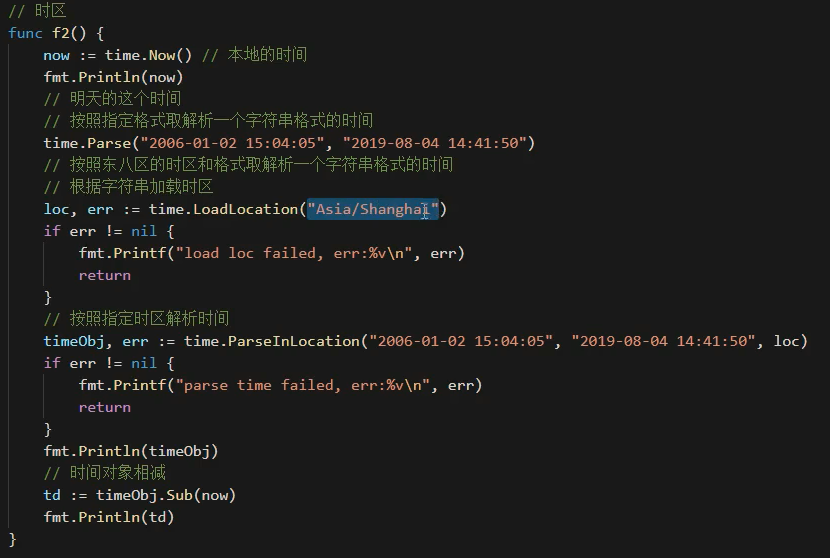 // 时区
func f2() {
    now := time.Now() // 本地的时间
    fmt.Println(now)
    // 明天的这个时间
    // 按照指定格式取解析一个字符串格式的时间
    time.Parse("2006-01-02 15:04:05", "2019-08-04 14:41:50")
    // 按照东八区的时区和格式取解析一个字符串格式的时间
    // 根据字符串加载时区
    loc, err := time.LoadLocation("Asia/Shanghai")
    if err != nil {
        fmt.Printf("load loc failed, err:%v\n", err)
        return
    }
    // 按照指定时区解析时间
    timeObj, err := time.ParseInLocation("2006-01-02 15:04:05", "2019-08-04 14:41:50", loc)
    if err != nil {
        fmt.Printf("parse time failed, err:%v\n", err)
        return
    }
    fmt.Println(timeObj)
    // 时间对象相减
    td := timeObj.Sub(now)
    fmt.Println(td)
}